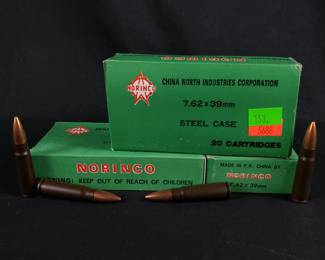 NORINCO
CHINA NORTH INDUSTRIES CORPORATION
7.62×39mm
STEEL CASE
20 CARTRIDGES
NORINCO
WARNING: KEEP OUT OF REACH OF CHILDREN
MADE IN P.R. CHINA BY
NORINCO
7.62×39mm